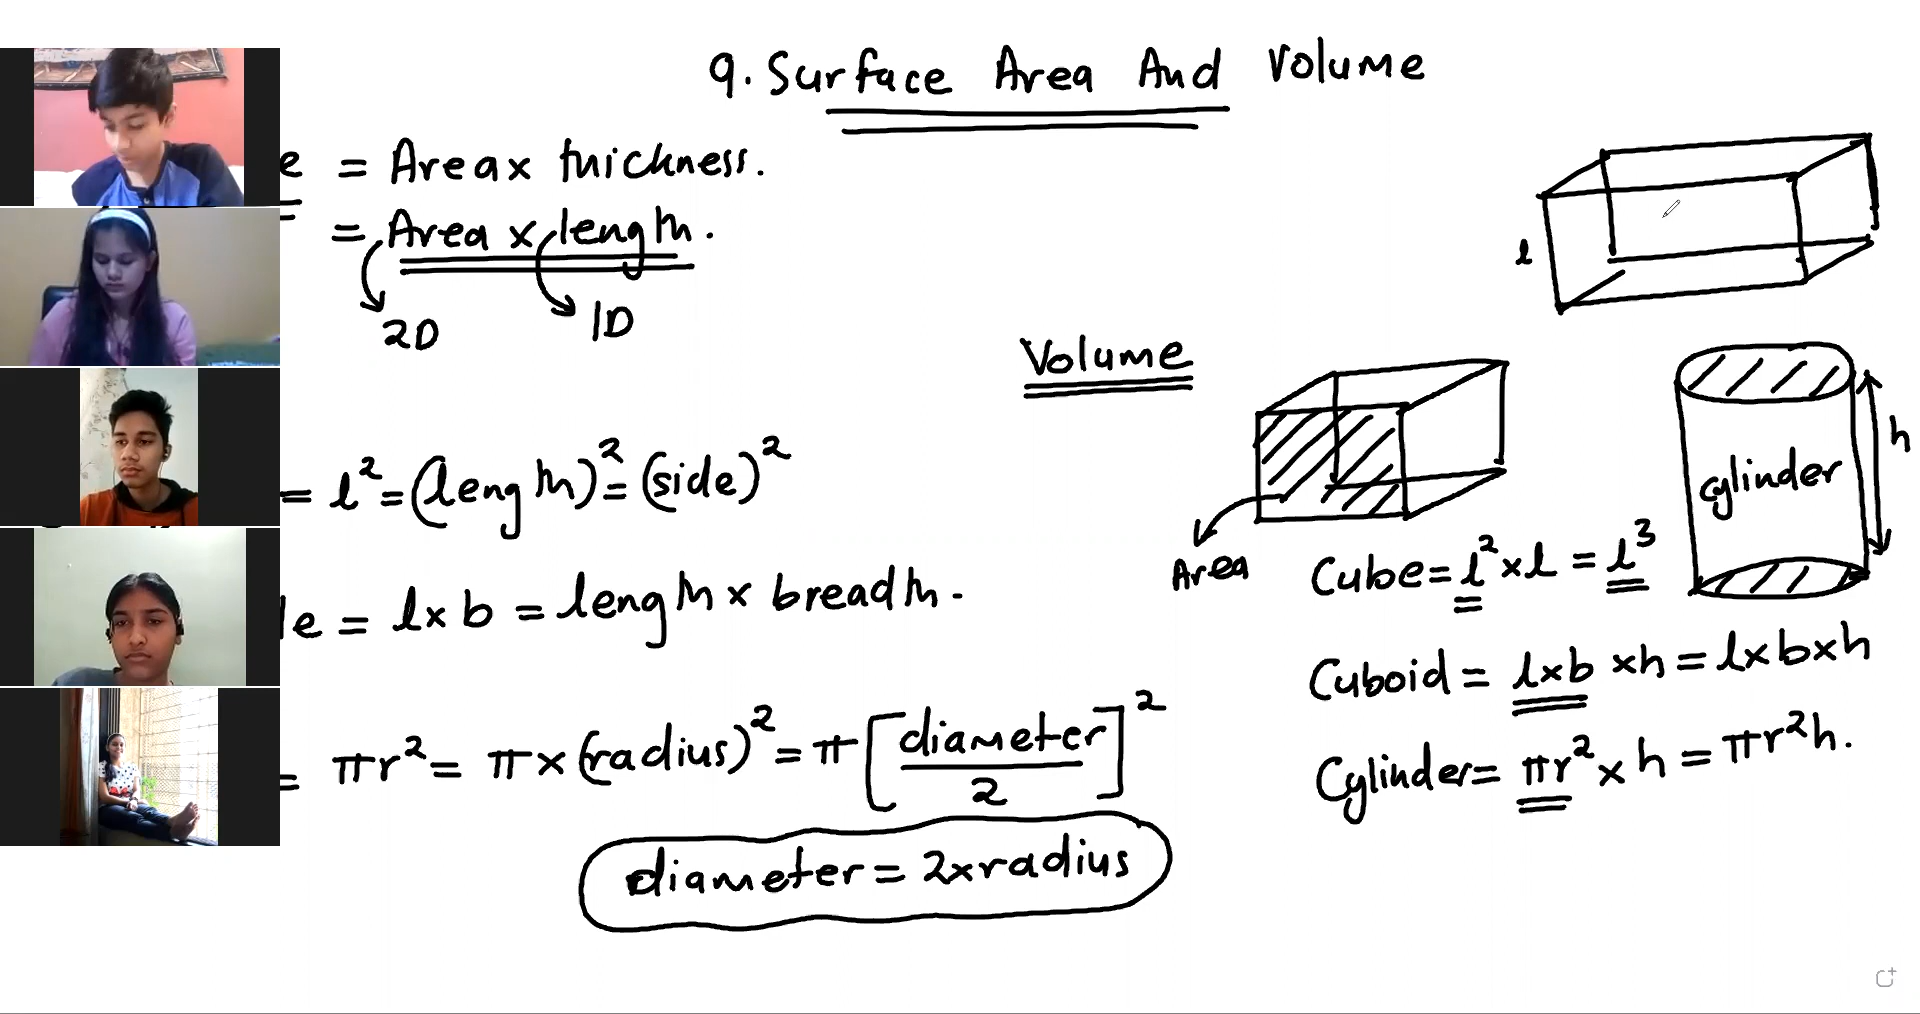 9. Surface Area And Volume
e = Area x thickness.
= Area x length.
2D
1D
l
Volume
= l² = (length)² = (side)²
cylinder
h
Area
Cube = l² x l = l³
le = l x b = length x breadth.
Cuboid = l x b x h = l x b x h
= πr² = π x (radius)² = π [diameter/2]²
Cylinder = πr² x h = πr²h.
diameter = 2 x radius